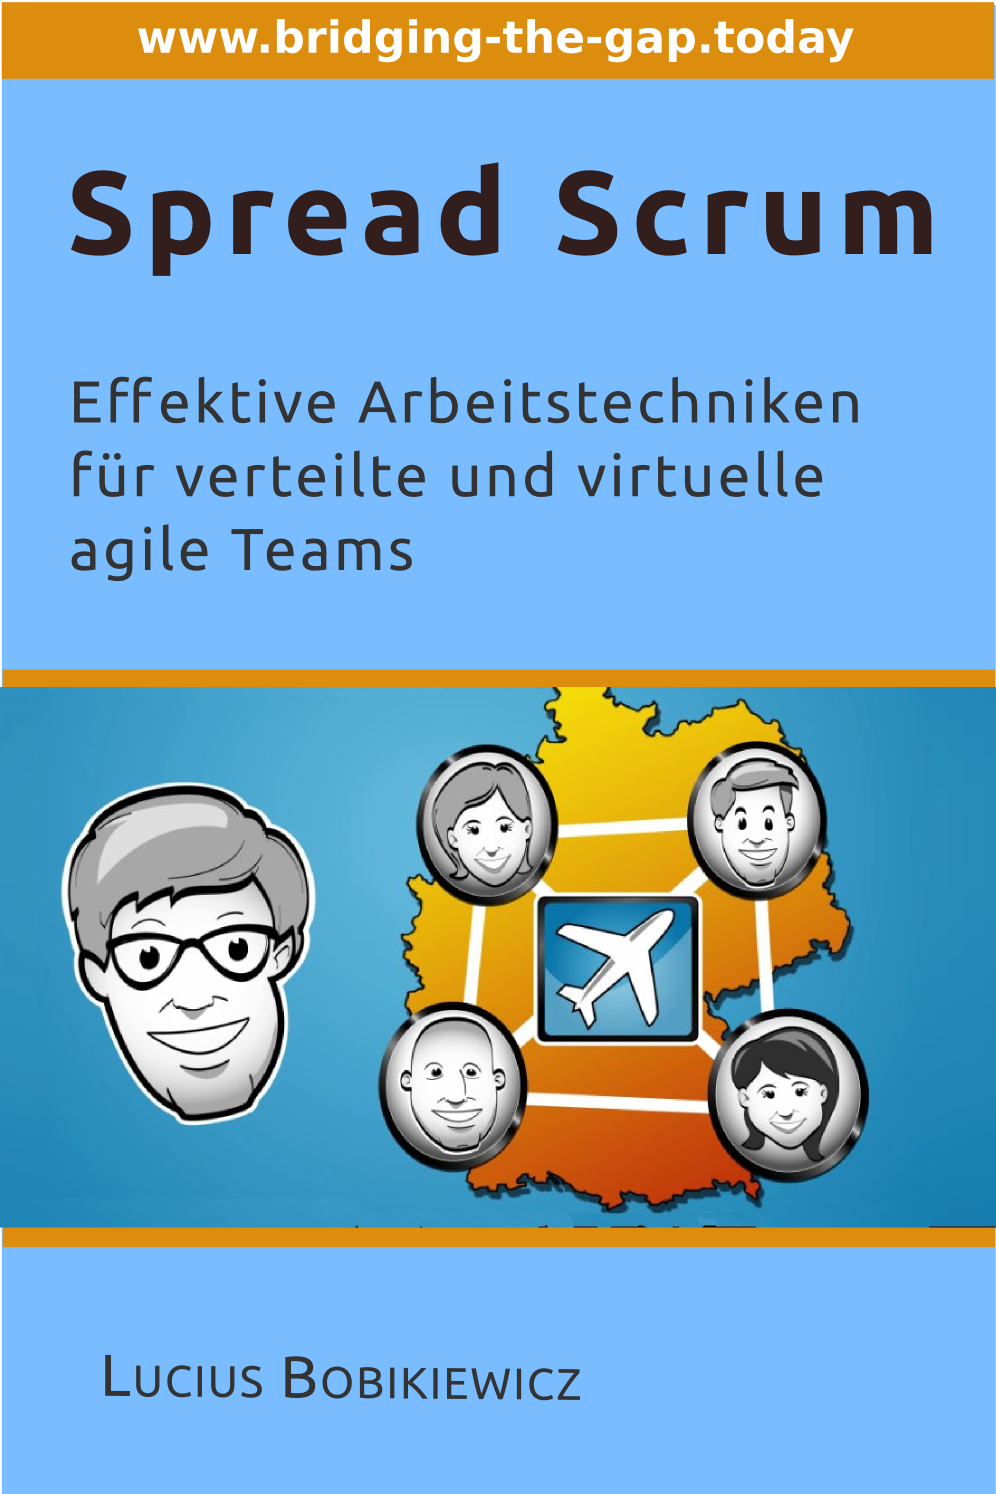 www.bridging-the-gap.today
Spread Scrum
Effektive Arbeitstechniken
für verteilte und virtuelle
agile Teams
Lucius Bobikiewicz